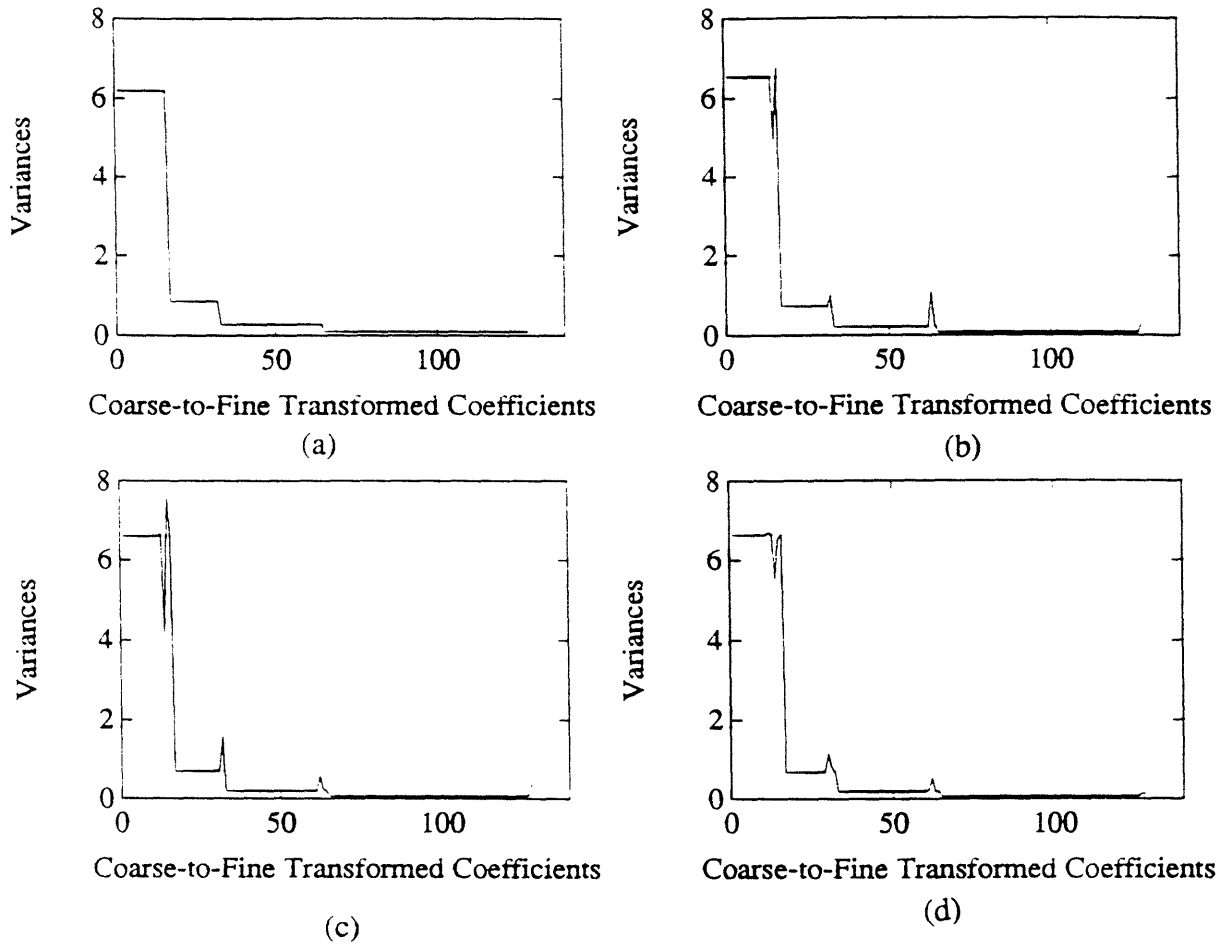 8
6
4
2
0
Variances
0 50 100
Coarse-to-Fine Transformed Coefficients
(a)
8
6
4
2
0
Variances
0 50 100
Coarse-to-Fine Transformed Coefficients
(b)
8
6
4
2
0
Variances
0 50 100
Coarse-to-Fine Transformed Coefficients
(c)
8
6
4
2
0
Variances
0 50 100
Coarse-to-Fine Transformed Coefficients
(d)